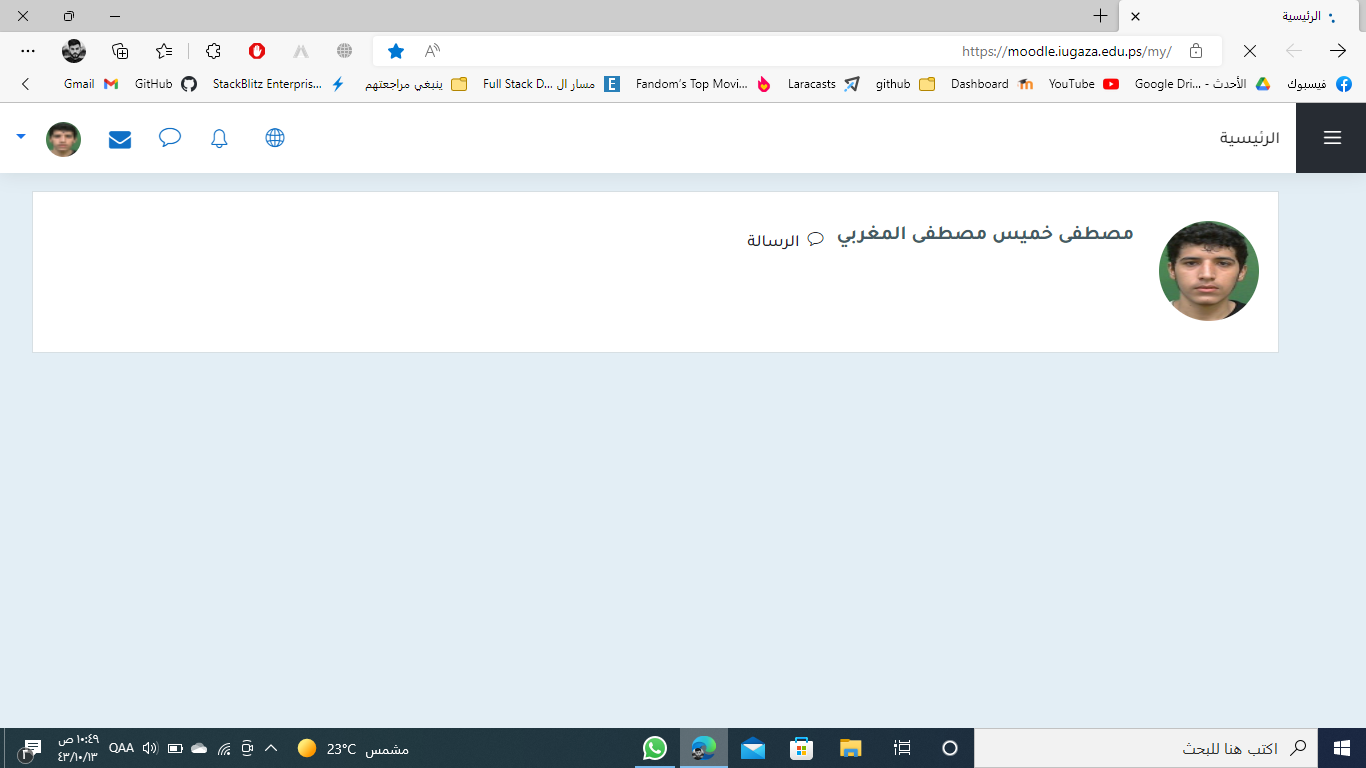 الرئيسية
https://moodle.iugaza.edu.ps/my/
فيسبوك
Google Dri... - الأحدث
YouTube
Dashboard
github
Laracasts
Fandom's Top Movi...
Full Stack D... مسار ال
ينبغي مراجعتهم
StackBlitz Enterpris...
GitHub
Gmail
الرئيسية
مصطفى خميس مصطفى المغربي
الرسالة
اكتب هنا للبحث
مشمس 23°C
QAA
١٠:٤٩ ص
٤٣/١٠/١٣
٢